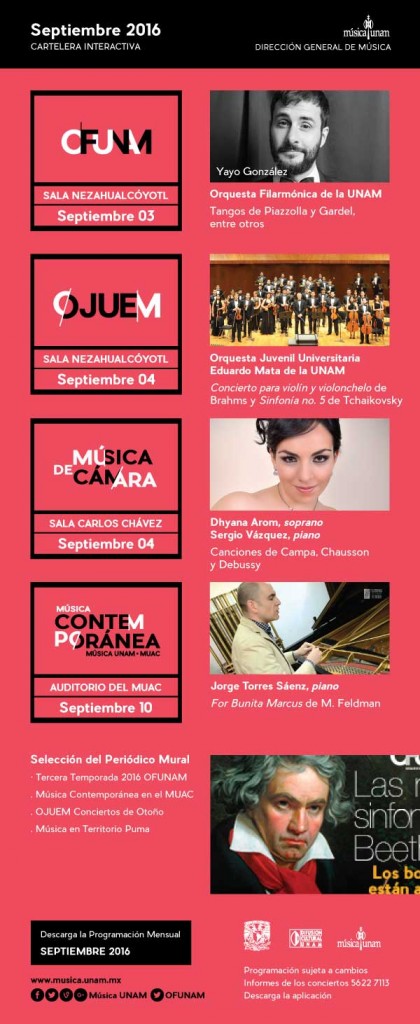 Septiembre 2016
CARTELERA INTERACTIVA
música unam
DIRECCIÓN GENERAL DE MÚSICA
OFUNAM
SALA NEZAHUALCÓYOTL
Septiembre 03
Yayo González
Orquesta Filarmónica de la UNAM
Tangos de Piazzolla y Gardel,
entre otros
OJUEM
SALA NEZAHUALCÓYOTL
Septiembre 04
Orquesta Juvenil Universitaria
Eduardo Mata de la UNAM
Concierto para violín y violonchelo de
Brahms y Sinfonía no. 5 de Tchaikovsky
MÚSICA
DE CÁMARA
SALA CARLOS CHÁVEZ
Septiembre 04
Dhyana Arom, soprano
Sergio Vázquez, piano
Canciones de Campa, Chausson
y Debussy
MÚSICA
CONTEM
PORÁNEA
MÚSICA UNAM • MUAC
AUDITORIO DEL MUAC
Septiembre 10
Jorge Torres Sáenz, piano
For Bunita Marcus de M. Feldman
Selección del Periódico Mural
· Tercera Temporada 2016 OFUNAM
. Música Contemporánea en el MUAC
. OJUEM Conciertos de Otoño
. Música en Territorio Puma
Las
sinfor
Beeth
Los bo
están a
Descarga la Programación Mensual
SEPTIEMBRE 2016
www.musica.unam.mx
Música UNAM
OFUNAM
DIFUSION
CULTURAL
UNAM
música unam
Programación sujeta a cambios
Informes de los conciertos 5622 7113
Descarga la aplicación